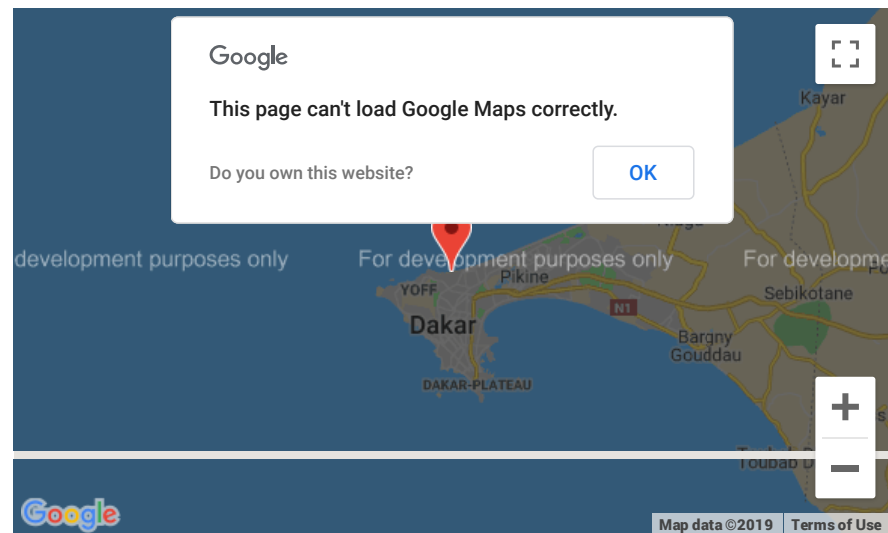 Google
This page can't load Google Maps correctly.
Do you own this website?
OK
Kayar
development purposes only
For development purposes only
For developme
Pikine
YOFF
Sebikotane
N1
Dakar
Bargny
Gouddau
DAKAR-PLATEAU
Google
Map data ©2019
Terms of Use